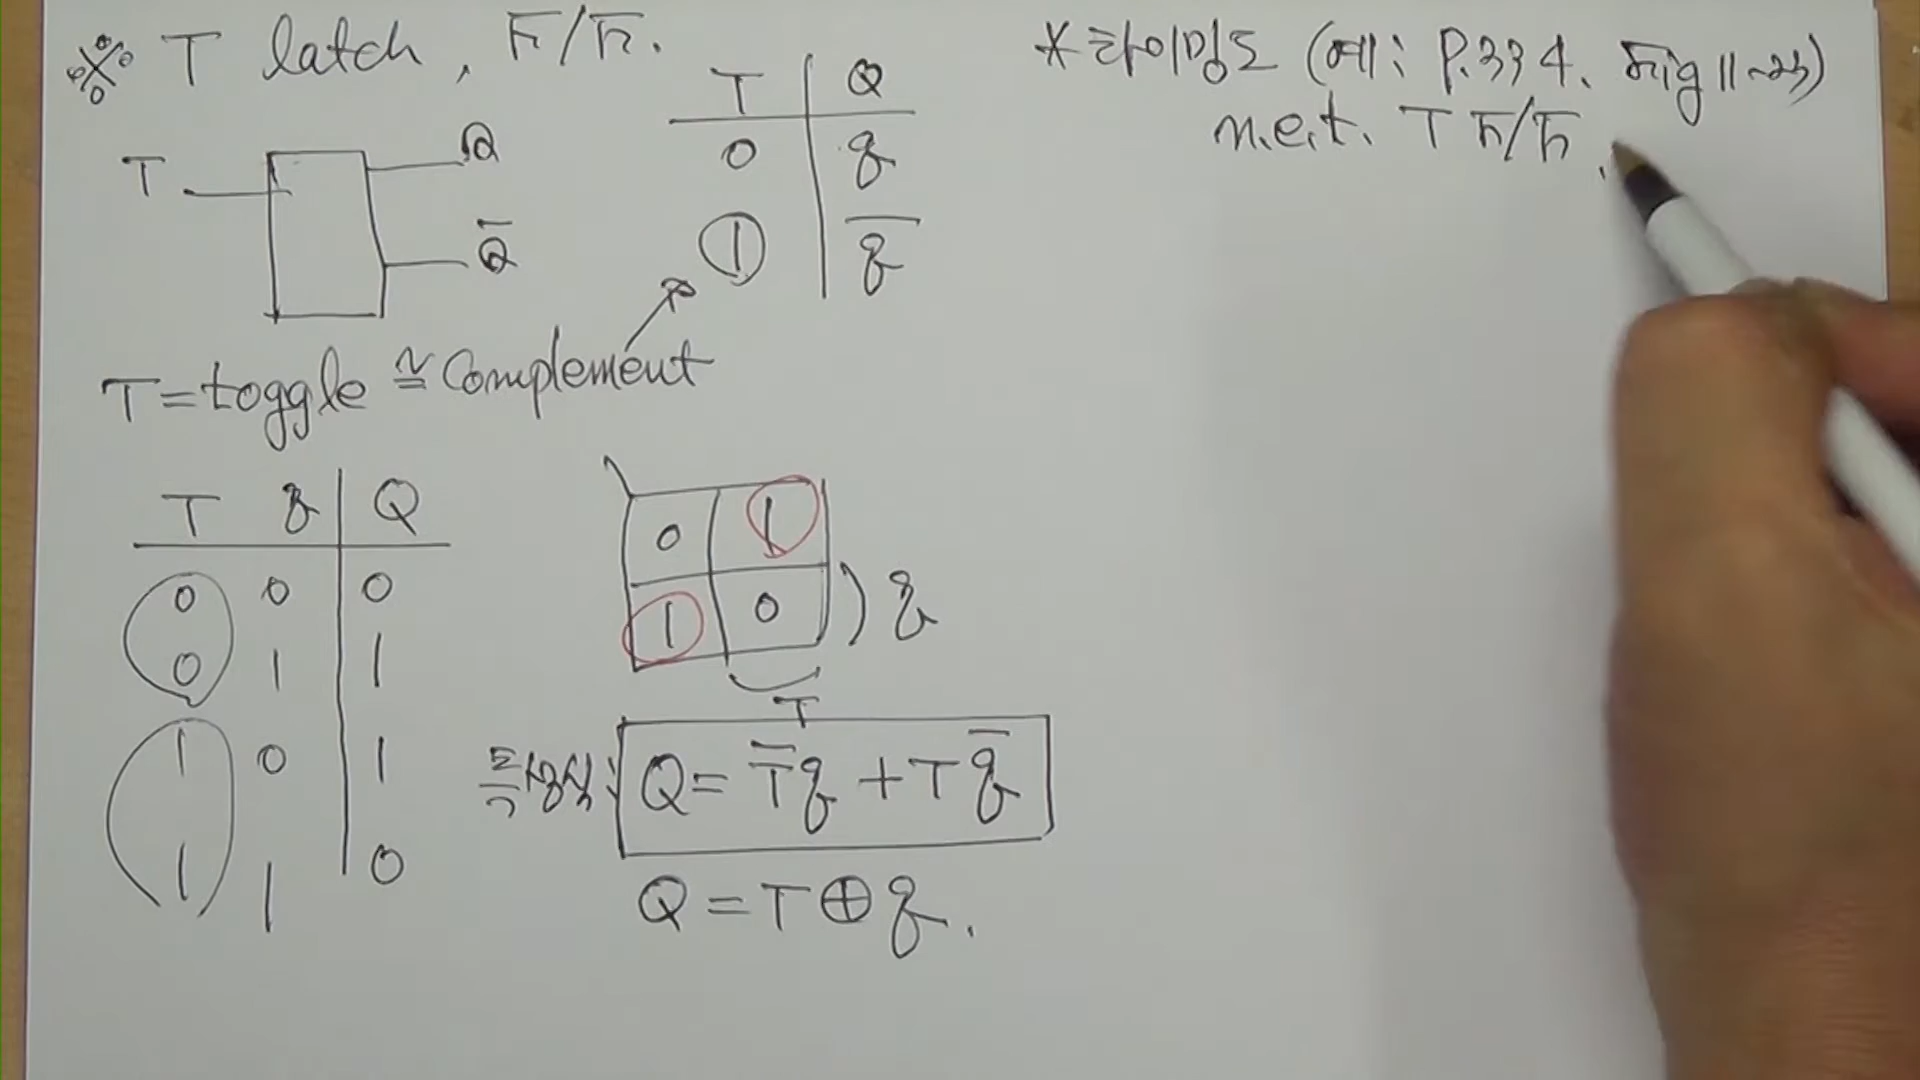 ※ T latch, F/F.
T Q Q̅
T | Q
0 | q
1 | q̅
T = toggle ≅ Complement
T q | Q
0 0 | 0
0 1 | 1
1 0 | 1
1 1 | 0
0 1
1 0 ) q
T
특성식: Q = T̅q + Tq̅
Q = T ⊕ q.
* 타이밍도 (예: P.334. Fig 11-23)
n.e.t. T F/F,